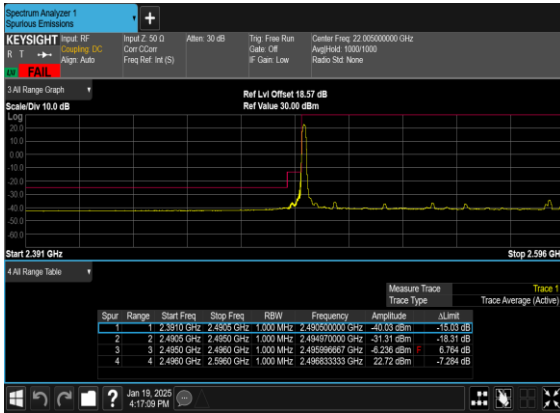 Spectrum Analyzer 1
Spurious Emissions
KEYSIGHT Input: RF Input Z: 50 Ω Atten: 30 dB Trig: Free Run Center Freq: 22.005000000 GHz
R T Coupling: DC Corr CCorr Gate: Off Avg|Hold: 1000/1000
Align: Auto Freq Ref: Int (S) IF Gain: Low Radio Std: None
FAIL
3 All Range Graph
Ref Lvl Offset 18.57 dB
Scale/Div 10.0 dB Ref Value 30.00 dBm
Log
20.0
10.0
0.00
-10.0
-20.0
-30.0
-40.0
-50.0
-60.0
Start 2.391 GHz Stop 2.596 GH
4 All Range Table
Measure Trace Trace 1
Trace Type Trace Average (Active)
Spur Range Start Freq Stop Freq RBW Frequency Amplitude ΔLimit
1 1 2.3910 GHz 2.4905 GHz 1.000 MHz 2.490500000 GHz -40.03 dBm -15.03 dB
2 2 2.4905 GHz 2.4950 GHz 1.000 MHz 2.494970000 GHz -31.31 dBm -18.31 dB
3 3 2.4950 GHz 2.4960 GHz 1.000 MHz 2.495996667 GHz -6.236 dBm F 6.764 dB
4 4 2.4960 GHz 2.5960 GHz 1.000 MHz 2.496833333 GHz 22.72 dBm -7.284 dB
Jan 19, 2025
4:17:09 PM